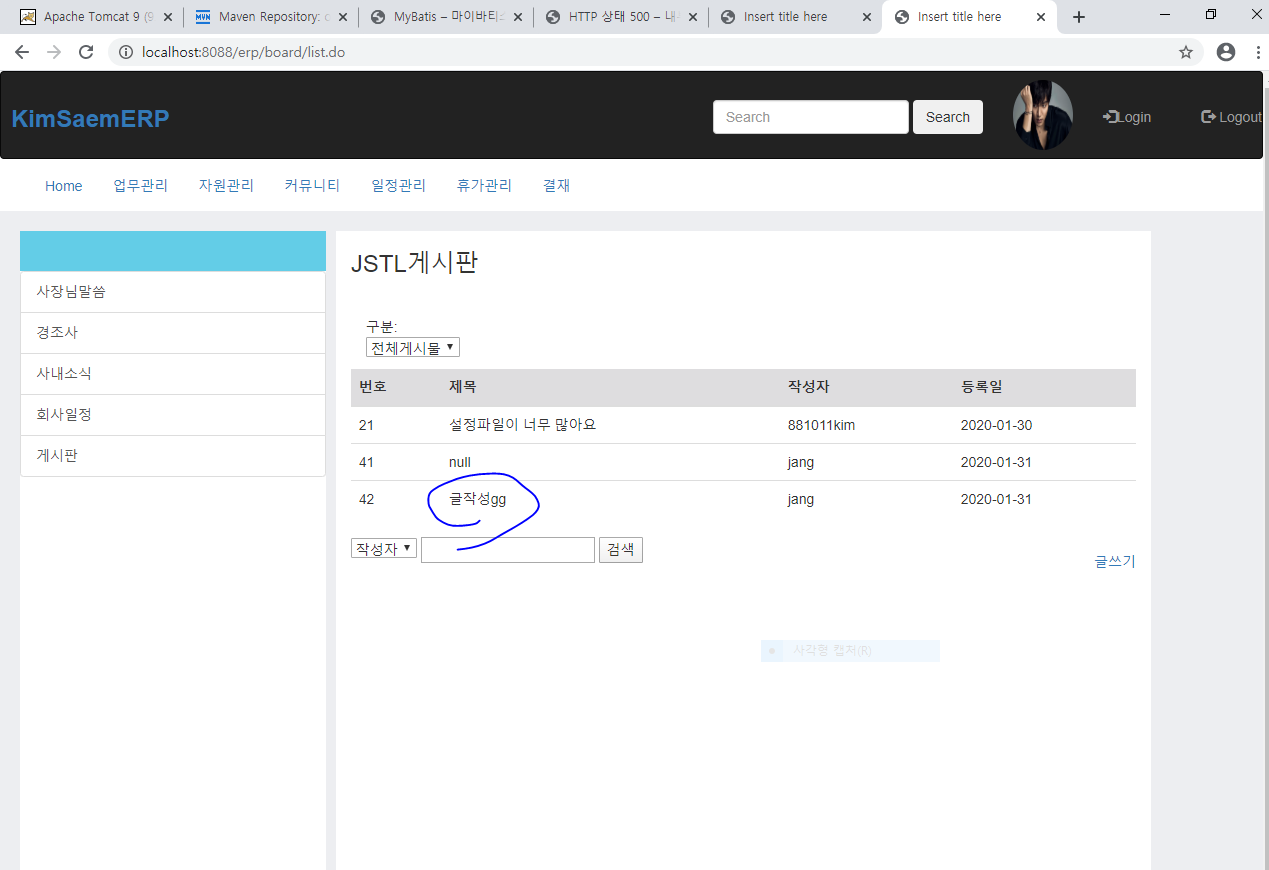 Apache Tomcat 9 (9
Maven Repository: c
MyBatis – 마이바티스
HTTP 상태 500 – 내
Insert title here
Insert title here
localhost:8088/erp/board/list.do
KimSaemERP
Search
Search
Login
Logout
Home 업무관리 자원관리 커뮤니티 일정관리 휴가관리 결재
사장님말씀
경조사
사내소식
회사일정
게시판
JSTL게시판
구분:
전체게시물
번호 제목 작성자 등록일
21 설정파일이 너무 많아요 881011kim 2020-01-30
41 null jang 2020-01-31
42 글작성gg jang 2020-01-31
작성자 검색
글쓰기
사각형 캡처(R)